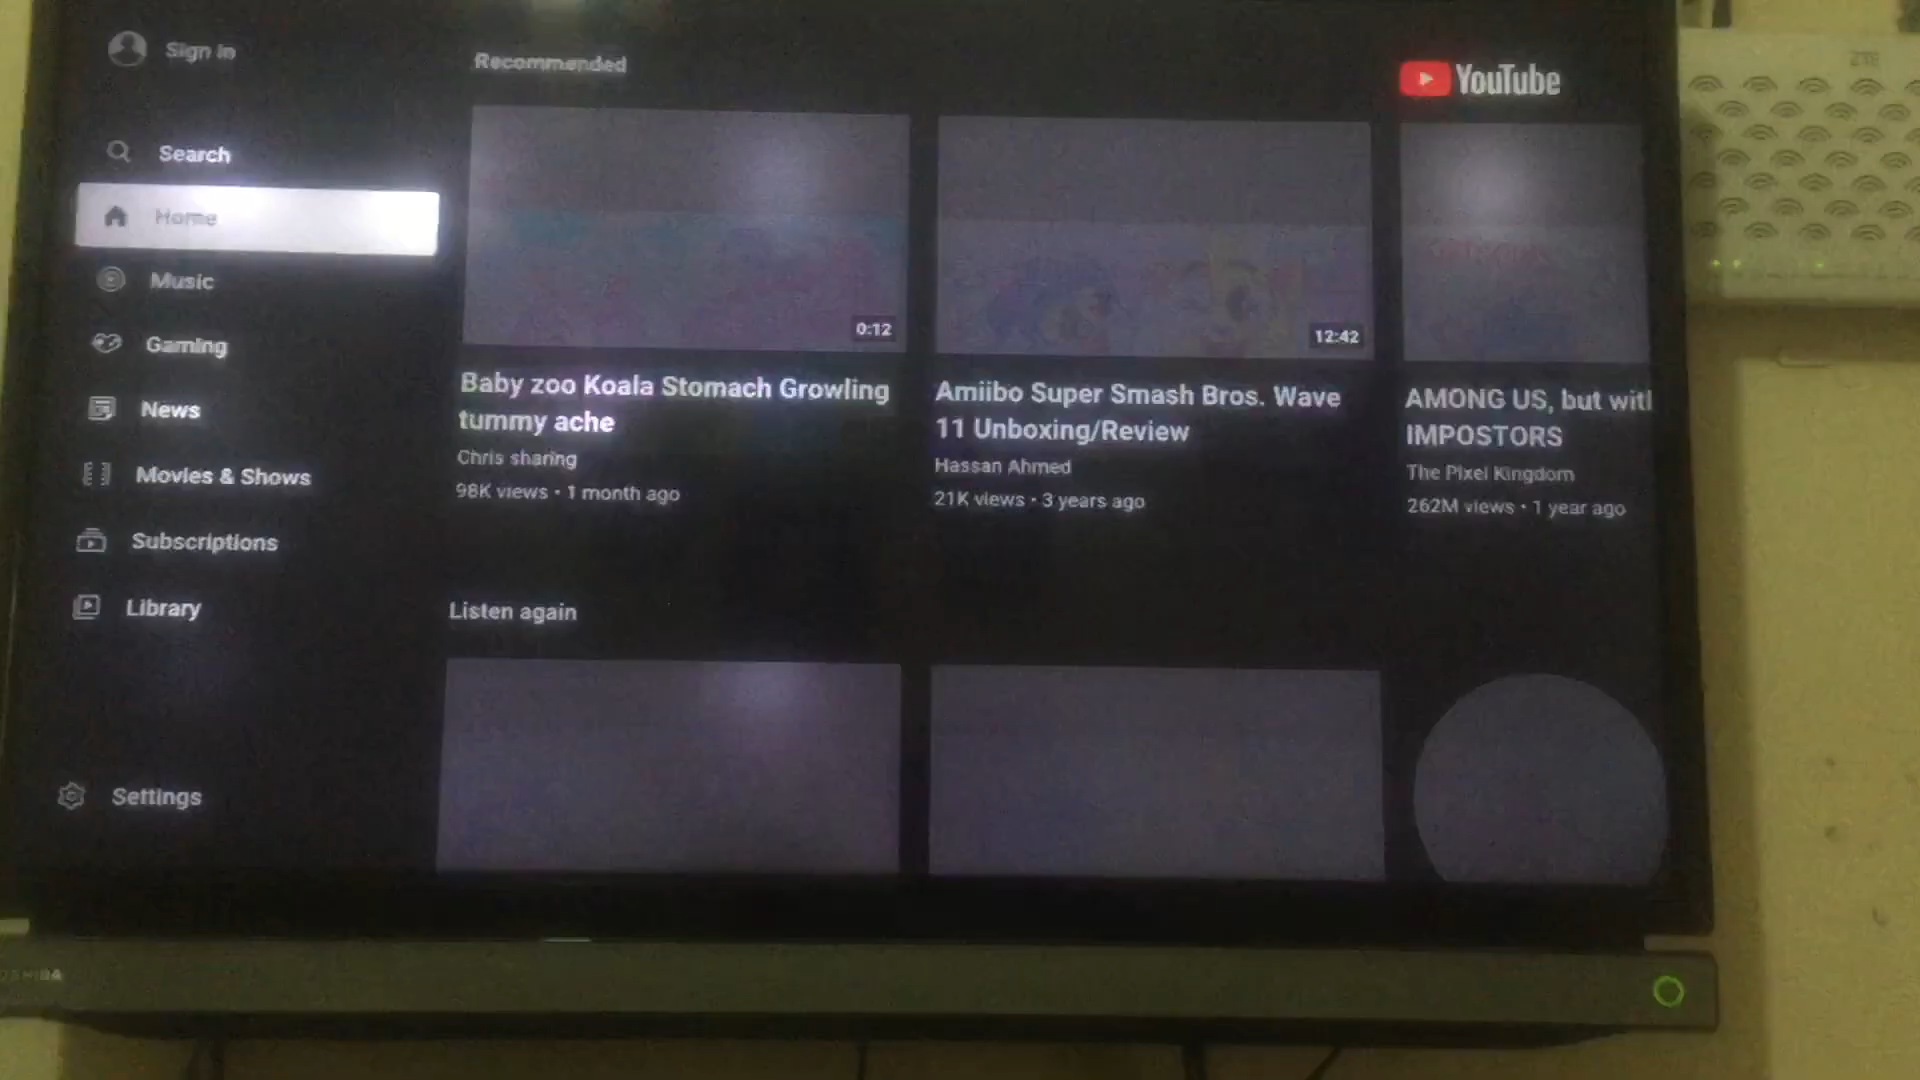 Sign in
Recommended
YouTube
Search
Home
Music
Gaming
News
Movies & Shows
Subscriptions
Library
Settings
0:12
Baby zoo Koala Stomach Growling
tummy ache
Chris sharing
98K views • 1 month ago
12:42
Amiibo Super Smash Bros. Wave
11 Unboxing/Review
Hassan Ahmed
21K views • 3 years ago
AMONG US, but with
IMPOSTORS
The Pixel Kingdom
262M views • 1 year ago
Listen again
TOSHIBA
ZTE